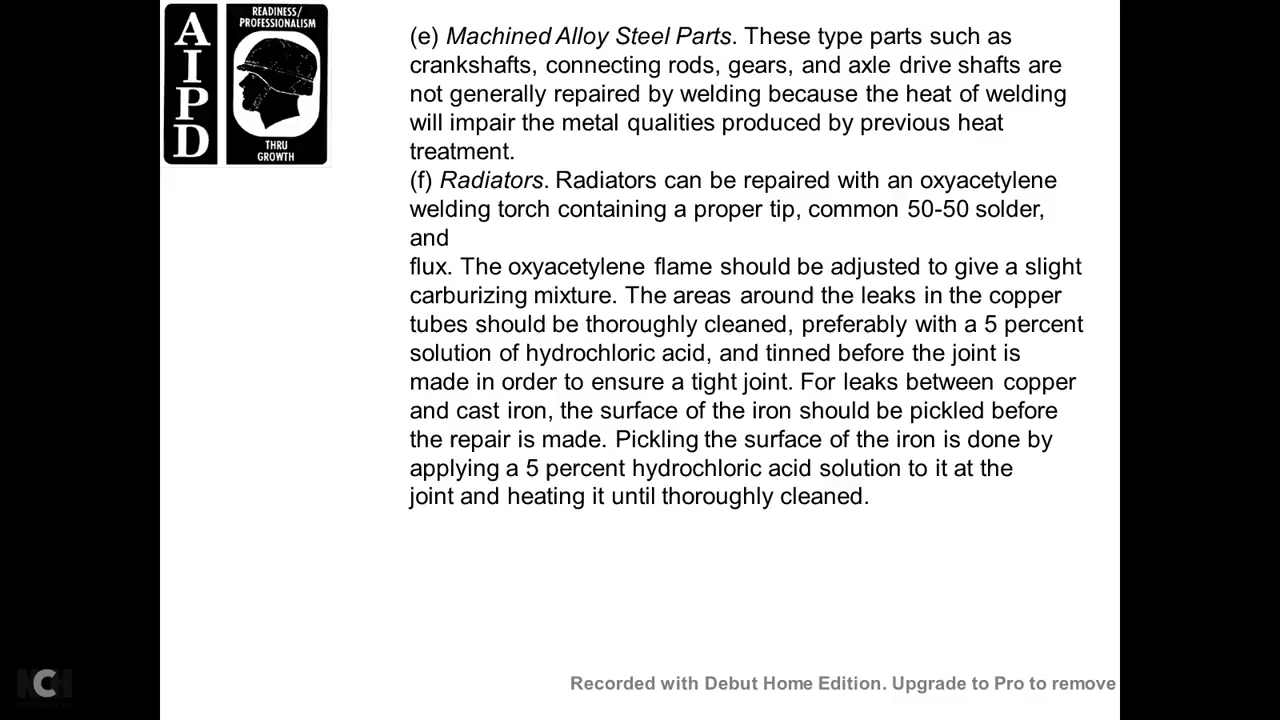 AIPD
READINESS/
PROFESSIONALISM
THRU
GROWTH
(e) Machined Alloy Steel Parts. These type parts such as
crankshafts, connecting rods, gears, and axle drive shafts are
not generally repaired by welding because the heat of welding
will impair the metal qualities produced by previous heat
treatment.
(f) Radiators. Radiators can be repaired with an oxyacetylene
welding torch containing a proper tip, common 50-50 solder,
and
flux. The oxyacetylene flame should be adjusted to give a slight
carburizing mixture. The areas around the leaks in the copper
tubes should be thoroughly cleaned, preferably with a 5 percent
solution of hydrochloric acid, and tinned before the joint is
made in order to ensure a tight joint. For leaks between copper
and cast iron, the surface of the iron should be pickled before
the repair is made. Pickling the surface of the iron is done by
applying a 5 percent hydrochloric acid solution to it at the
joint and heating it until thoroughly cleaned.
NCH
Recorded with Debut Home Edition. Upgrade to Pro to remove